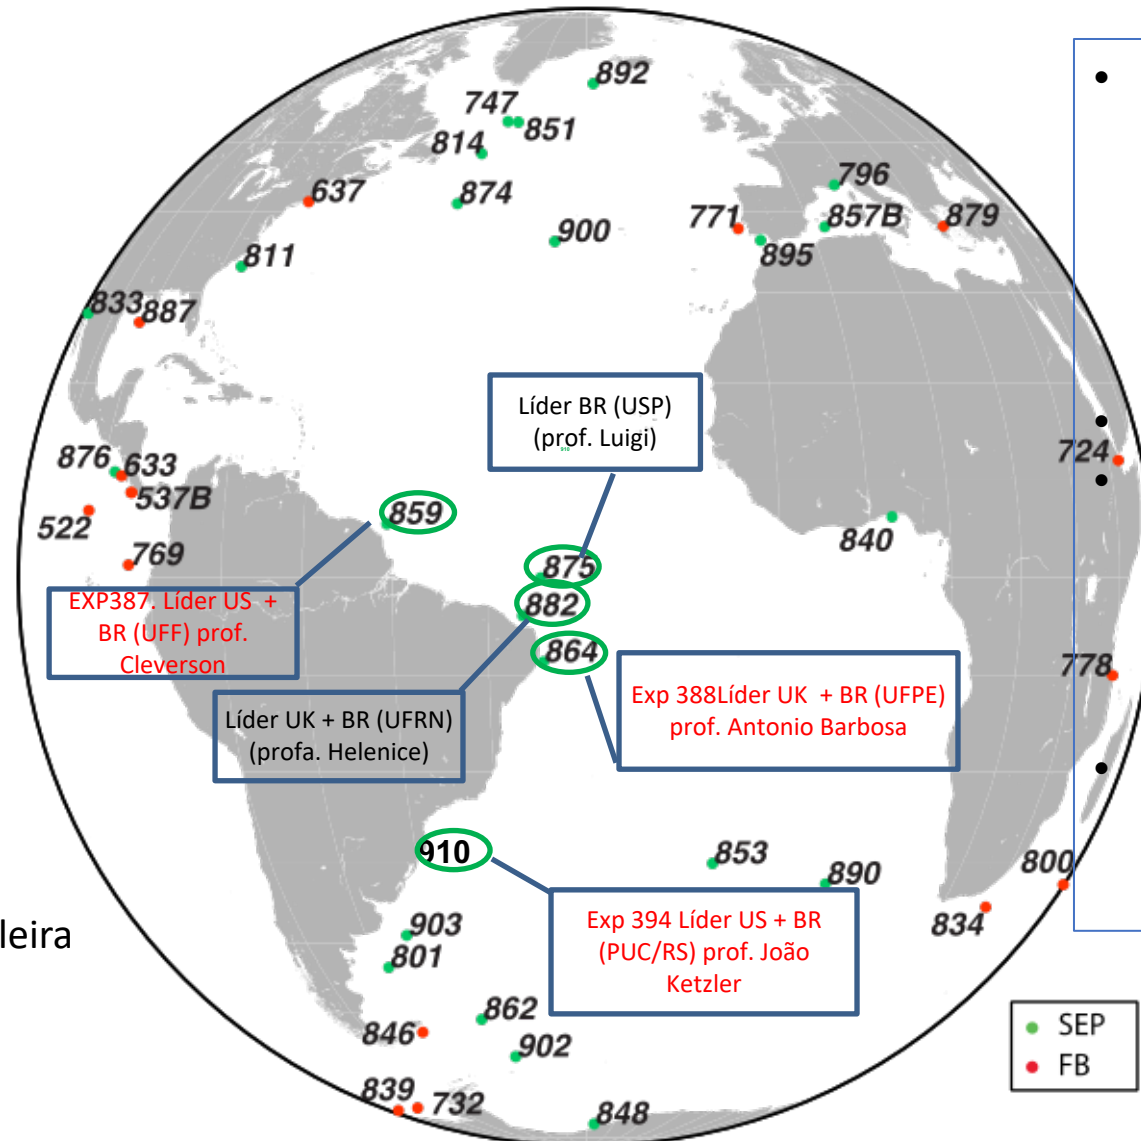 892
747
851
814
637
874
796
771
857B
879
900
895
811
833
887
Líder BR (USP)
(prof. Luigi)
910
876
633
724
537B
859
522
840
769
875
EXP387. Líder US +
BR (UFF) prof.
Cleverson
882
864
778
Exp 388Líder UK + BR (UFPE)
prof. Antonio Barbosa
Líder UK + BR (UFRN)
(profa. Helenice)
910
853
890
800
834
leira
903
801
Exp 394 Líder US + BR
(PUC/RS) prof. João
Ketzler
862
846
902
SEP
FB
839
732
848